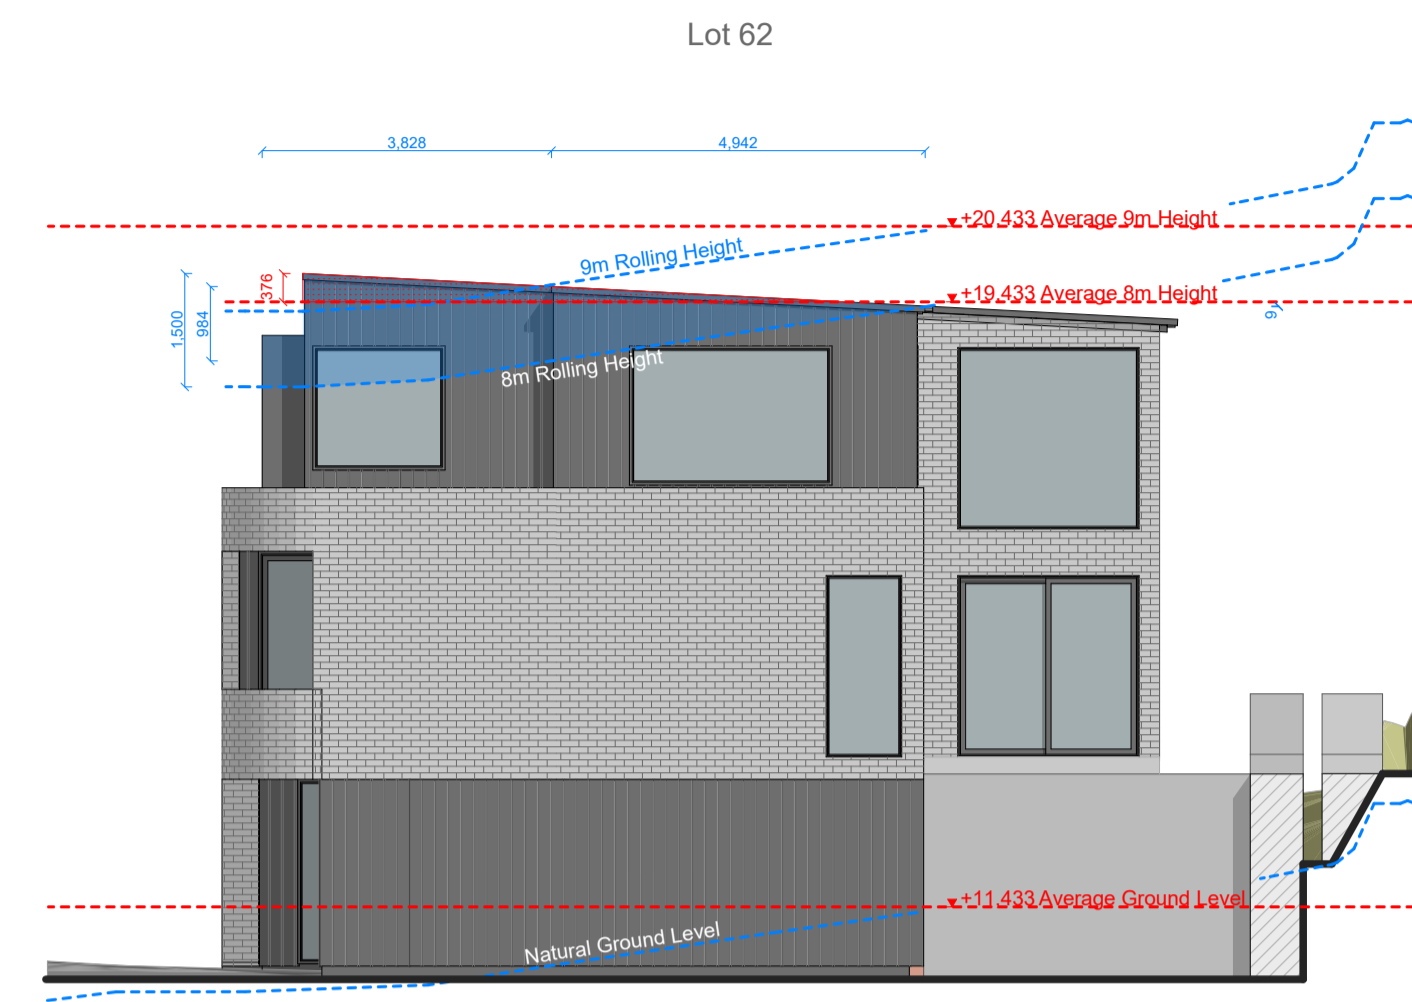 Lot 62
3,828
4,942
+20.433 Average 9m Height
9m Rolling Height
376
+19.433 Average 8m Height
1,500
984
8m Rolling Height
+11.433 Average Ground Level
Natural Ground Level